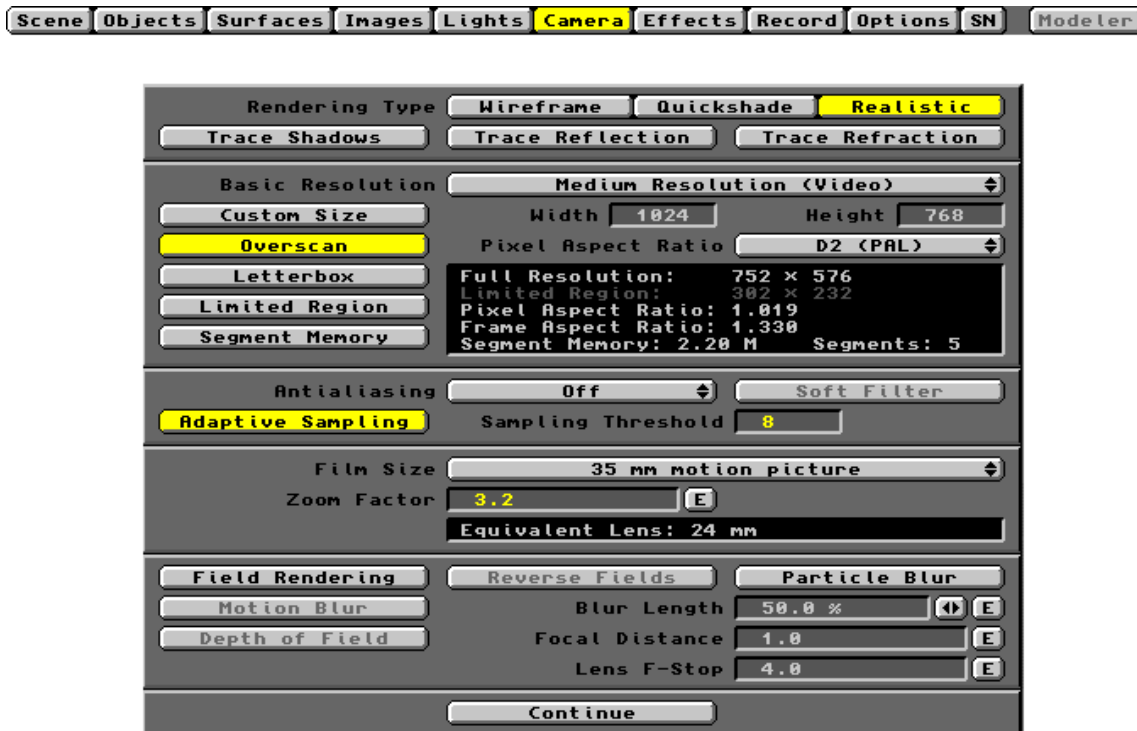 Scene Objects Surfaces Images Lights Camera Effects Record Options SN Modeler
Rendering Type Wireframe Quickshade Realistic
Trace Shadows Trace Reflection Trace Refraction
Basic Resolution Medium Resolution (Video)
Custom Size Width 1024 Height 768
Overscan Pixel Aspect Ratio D2 (PAL)
Letterbox Full Resolution: 752 × 576
Limited Region: 302 × 232
Limited Region Pixel Aspect Ratio: 1.019
Frame Aspect Ratio: 1.330
Segment Memory Segment Memory: 2.20 M Segments: 5
Antialiasing Off Soft Filter
Adaptive Sampling Sampling Threshold 8
Film Size 35 mm motion picture
Zoom Factor 3.2 E
Equivalent Lens: 24 mm
Field Rendering Reverse Fields Particle Blur
Motion Blur Blur Length 50.0 % E
Depth of Field Focal Distance 1.0 E
Lens F-Stop 4.0 E
Continue